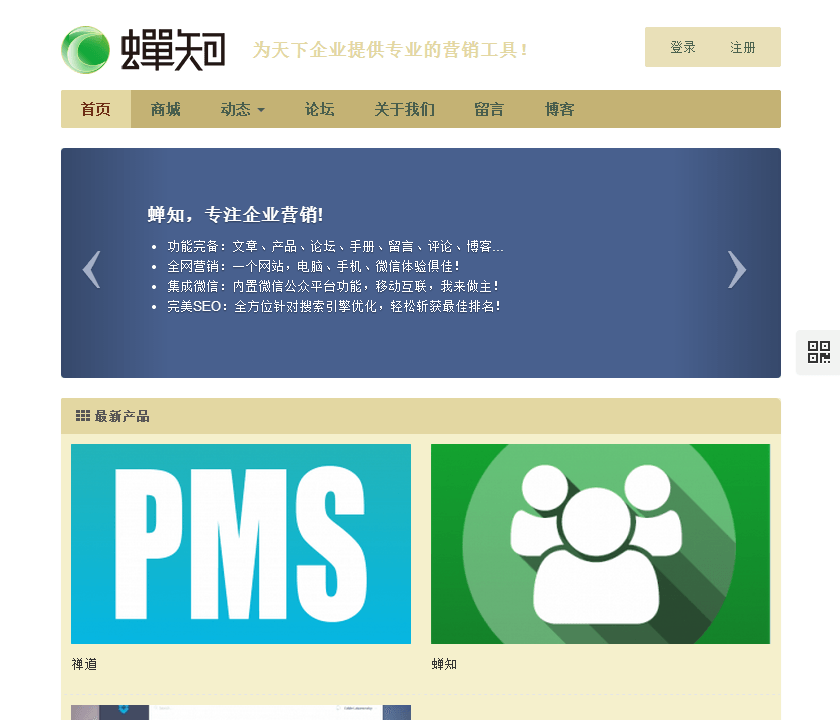 蝉知
为天下企业提供专业的营销工具！
登录 注册
首页 商城 动态 论坛 关于我们 留言 博客
蝉知，专注企业营销！
功能完备：文章、产品、论坛、手册、留言、评论、博客...
全网营销：一个网站，电脑、手机、微信体验俱佳！
集成微信：内置微信公众平台功能，移动互联，我来做主！
完美SEO：全方位针对搜索引擎优化，轻松斩获最佳排名！
最新产品
PMS
禅道 蝉知